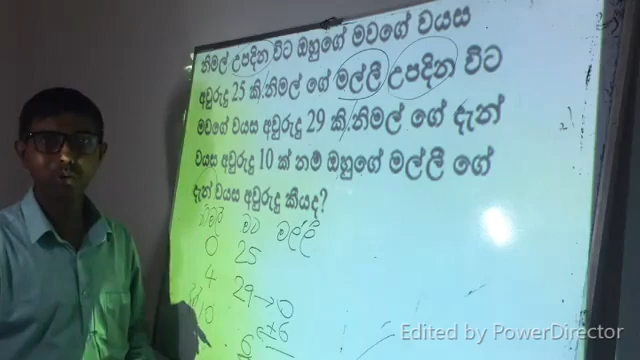 නිමල් උපදින විට ඔහුගේ මවගේ වයස
අවුරුදු 25 කි. නිමල් ගේ මල්ලී උපදින විට
මවගේ වයස අවුරුදු 29 කි. නිමල් ගේ දැන්
වයස අවුරුදු 10 ක් නම් ඔහුගේ මල්ලී ගේ
දැන් වයස අවුරුදු කීයද?
මව මල්ලී
0 25
4 29→0
10
Edited by PowerDirector